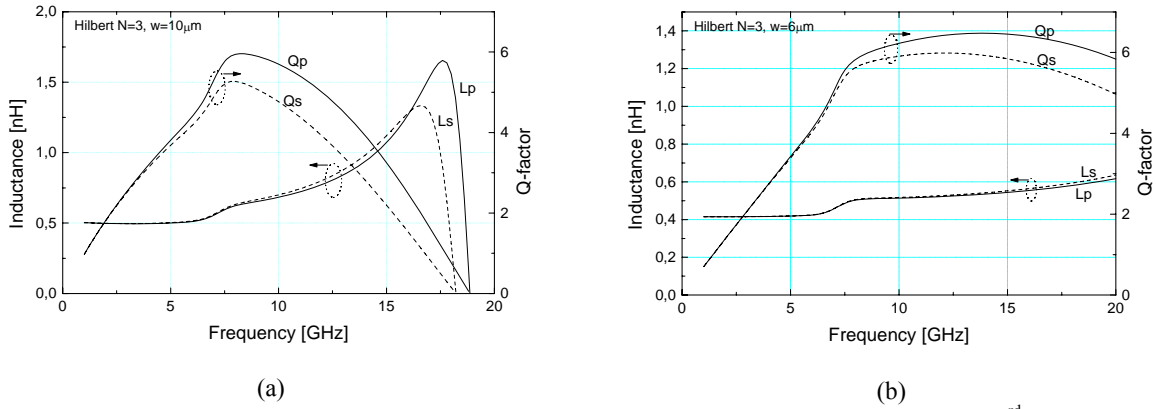 Hilbert N=3, w=10μm
2,0
1,5
1,0
0,5
0,0
Inductance [nH]
0
5
10
15
20
Frequency [GHz]
6
4
2
0
Q-factor
Qp
Qs
Lp
Ls
(a)
Hilbert N=3, w=6μm
1,4
1,2
1,0
0,8
0,6
0,4
0,2
0,0
Inductance [nH]
0
5
10
15
20
Frequency [GHz]
6
4
2
0
Q-factor
Qp
Qs
Ls
Lp
(b)
rd